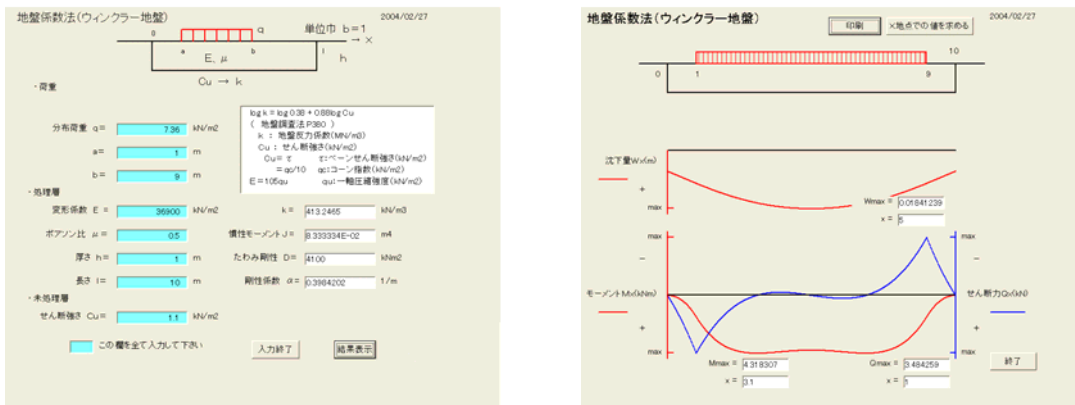 地盤係数法(ウィンクラー地盤)
2004/02/27
0 q 単位巾 b=1
→ X
a b l
E、μ h
Cu → k
・荷重
分布荷重 q= 7.36 kN/m2
a= 1 m
b= 9 m
log k = log 0.38 + 0.88log Cu
( 地盤調査法P380 )
k : 地盤反力係数(MN/m3)
Cu : せん断強さ(kN/m2)
Cu= τ τ:ベーンせん断強さ(kN/m2)
=qc/10 qc:コーン指数(kN/m2)
E=105qu qu:一軸圧縮強度(kN/m2)
・処理層
変形係数 E = 36900 kN/m2
k= 413.2465 kN/m3
ポアソン比 μ= 0.5
慣性モーメント J= 8.333334E-02 m4
厚さ h= 1 m
たわみ剛性 D= 4100 kNm2
長さ l= 10 m
剛性係数 α= 0.3984202 1/m
・未処理層
せん断強さ Cu= 1.1 kN/m2
この欄を全て入力して下さい
入力終了
結果表示
地盤係数法(ウィンクラー地盤)
印刷
×地点での値を求める
2004/02/27
10
0 1 9
沈下量Wx(m)
+
max
Wmax = 0.01841239
x = 5
max
max
−
−
モーメントMx(kNm)
せん断力Qx(kN)
+
+
max
max
Mmax = 4.318307
x = 3.1
Qmax = 3.484259
x = 1
終了